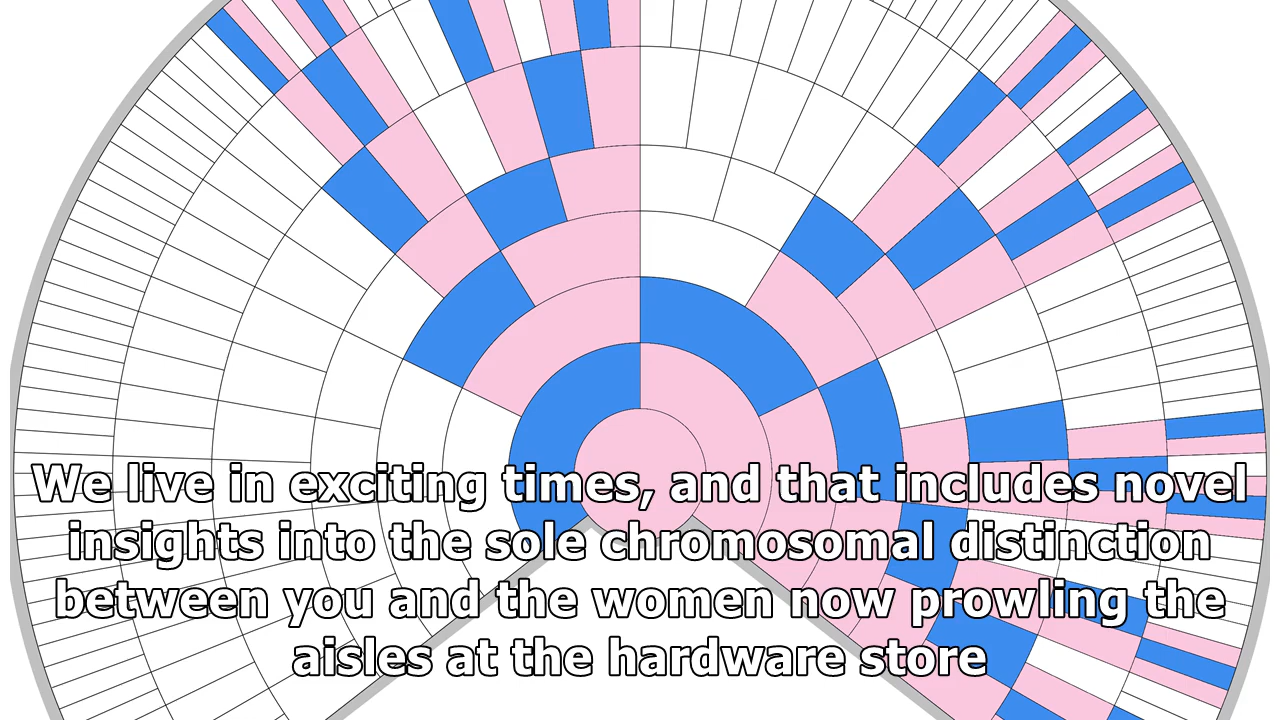 We live in exciting times, and that includes novel
insights into the sole chromosomal distinction
between you and the women now prowling the
aisles at the hardware store